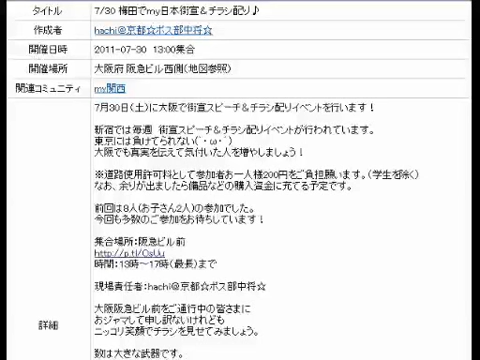 タイトル 7/30 梅田でmy日本街宣＆チラシ配り♪
作成者 hachi@京都☆ボス部中将☆
開催日時 2011-07-30 13:00集合
開催場所 大阪府 阪急ビル西側(地図参照)
関連コミュニティ my関西
7月30日(土)に大阪で街宣スピーチ＆チラシ配りイベントを行います！
新宿では毎週　街宣スピーチ＆チラシ配りイベントが行われています。
東京には負けてられない(｀･ω･´)
大阪でも真実を伝えて気付いた人を増やしましょう！
※道路使用許可料として参加者お一人様200円をご負担願います。(学生を除く)
なお、余りが出ましたら備品などの購入資金に充てる予定です。
前回は8人(お子さん2人)の参加でした。
今回も多数のご参加をお待ちしています！
集合場所：阪急ビル前
http://p.tl/OsUu
時間：13時～17時(最長)まで
現場責任者：hachi@京都☆ボス部中将☆
詳細
大阪阪急ビル前をご通行中の皆さまに
おジャマして申し訳ないけれども
ニッコリ笑顔でチラシを見せてみましょう。
数は大きな武器です。